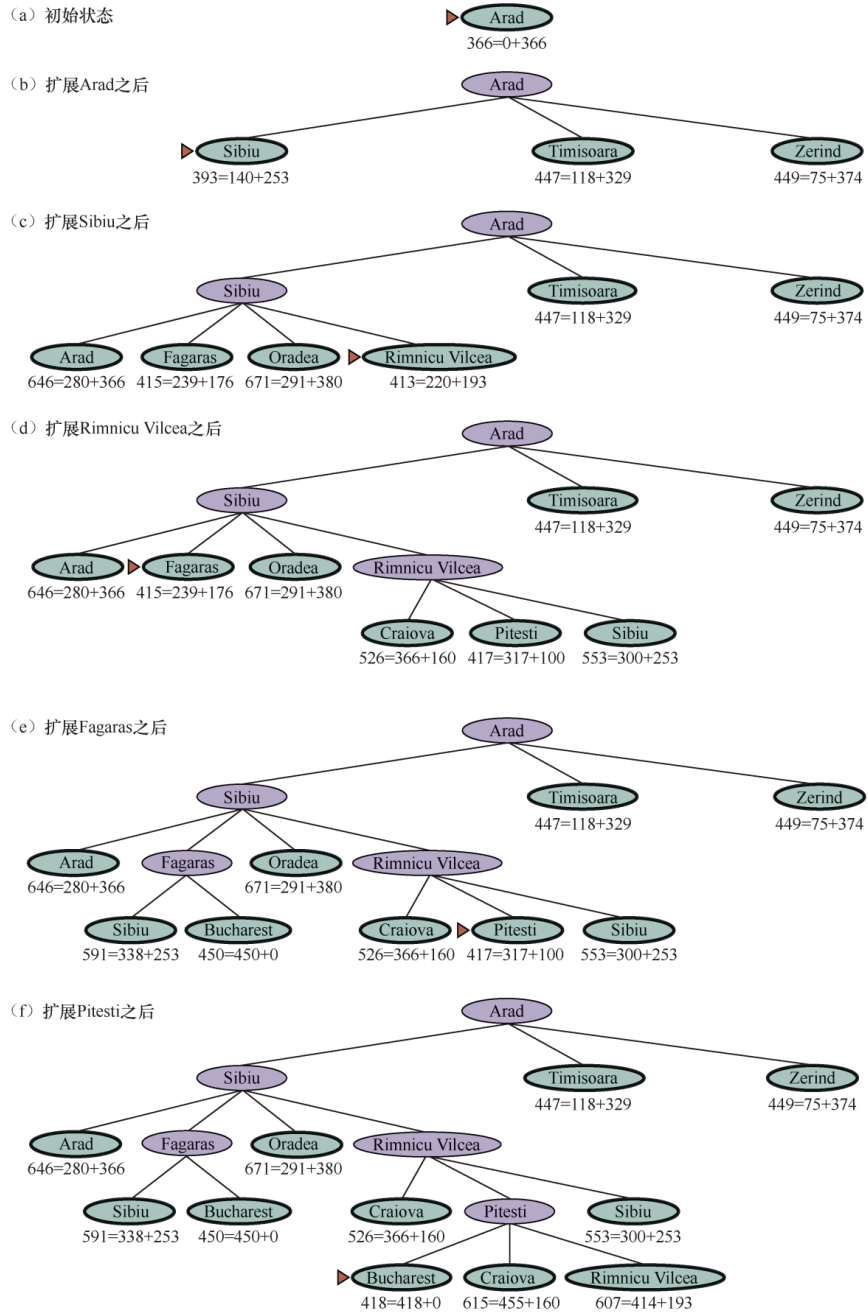 （a）初始状态
Arad
366=0+366
（b）扩展Arad之后
Arad
Sibiu Timisoara Zerind
393=140+253 447=118+329 449=75+374
（c）扩展Sibiu之后
Arad
Sibiu Timisoara Zerind
447=118+329 449=75+374
Arad Fagaras Oradea Rimnicu Vilcea
646=280+366 415=239+176 671=291+380 413=220+193
（d）扩展Rimnicu Vilcea之后
Arad
Sibiu Timisoara Zerind
447=118+329 449=75+374
Arad Fagaras Oradea Rimnicu Vilcea
646=280+366 415=239+176 671=291+380
Craiova Pitesti Sibiu
526=366+160 417=317+100 553=300+253
（e）扩展Fagaras之后
Arad
Sibiu Timisoara Zerind
447=118+329 449=75+374
Arad Fagaras Oradea Rimnicu Vilcea
646=280+366 671=291+380
Sibiu Bucharest Craiova Pitesti Sibiu
591=338+253 450=450+0 526=366+160 417=317+100 553=300+253
（f）扩展Pitesti之后
Arad
Sibiu Timisoara Zerind
447=118+329 449=75+374
Arad Fagaras Oradea Rimnicu Vilcea
646=280+366 671=291+380
Sibiu Bucharest Craiova Pitesti Sibiu
591=338+253 450=450+0 526=366+160 553=300+253
Bucharest Craiova Rimnicu Vilcea
418=418+0 615=455+160 607=414+193